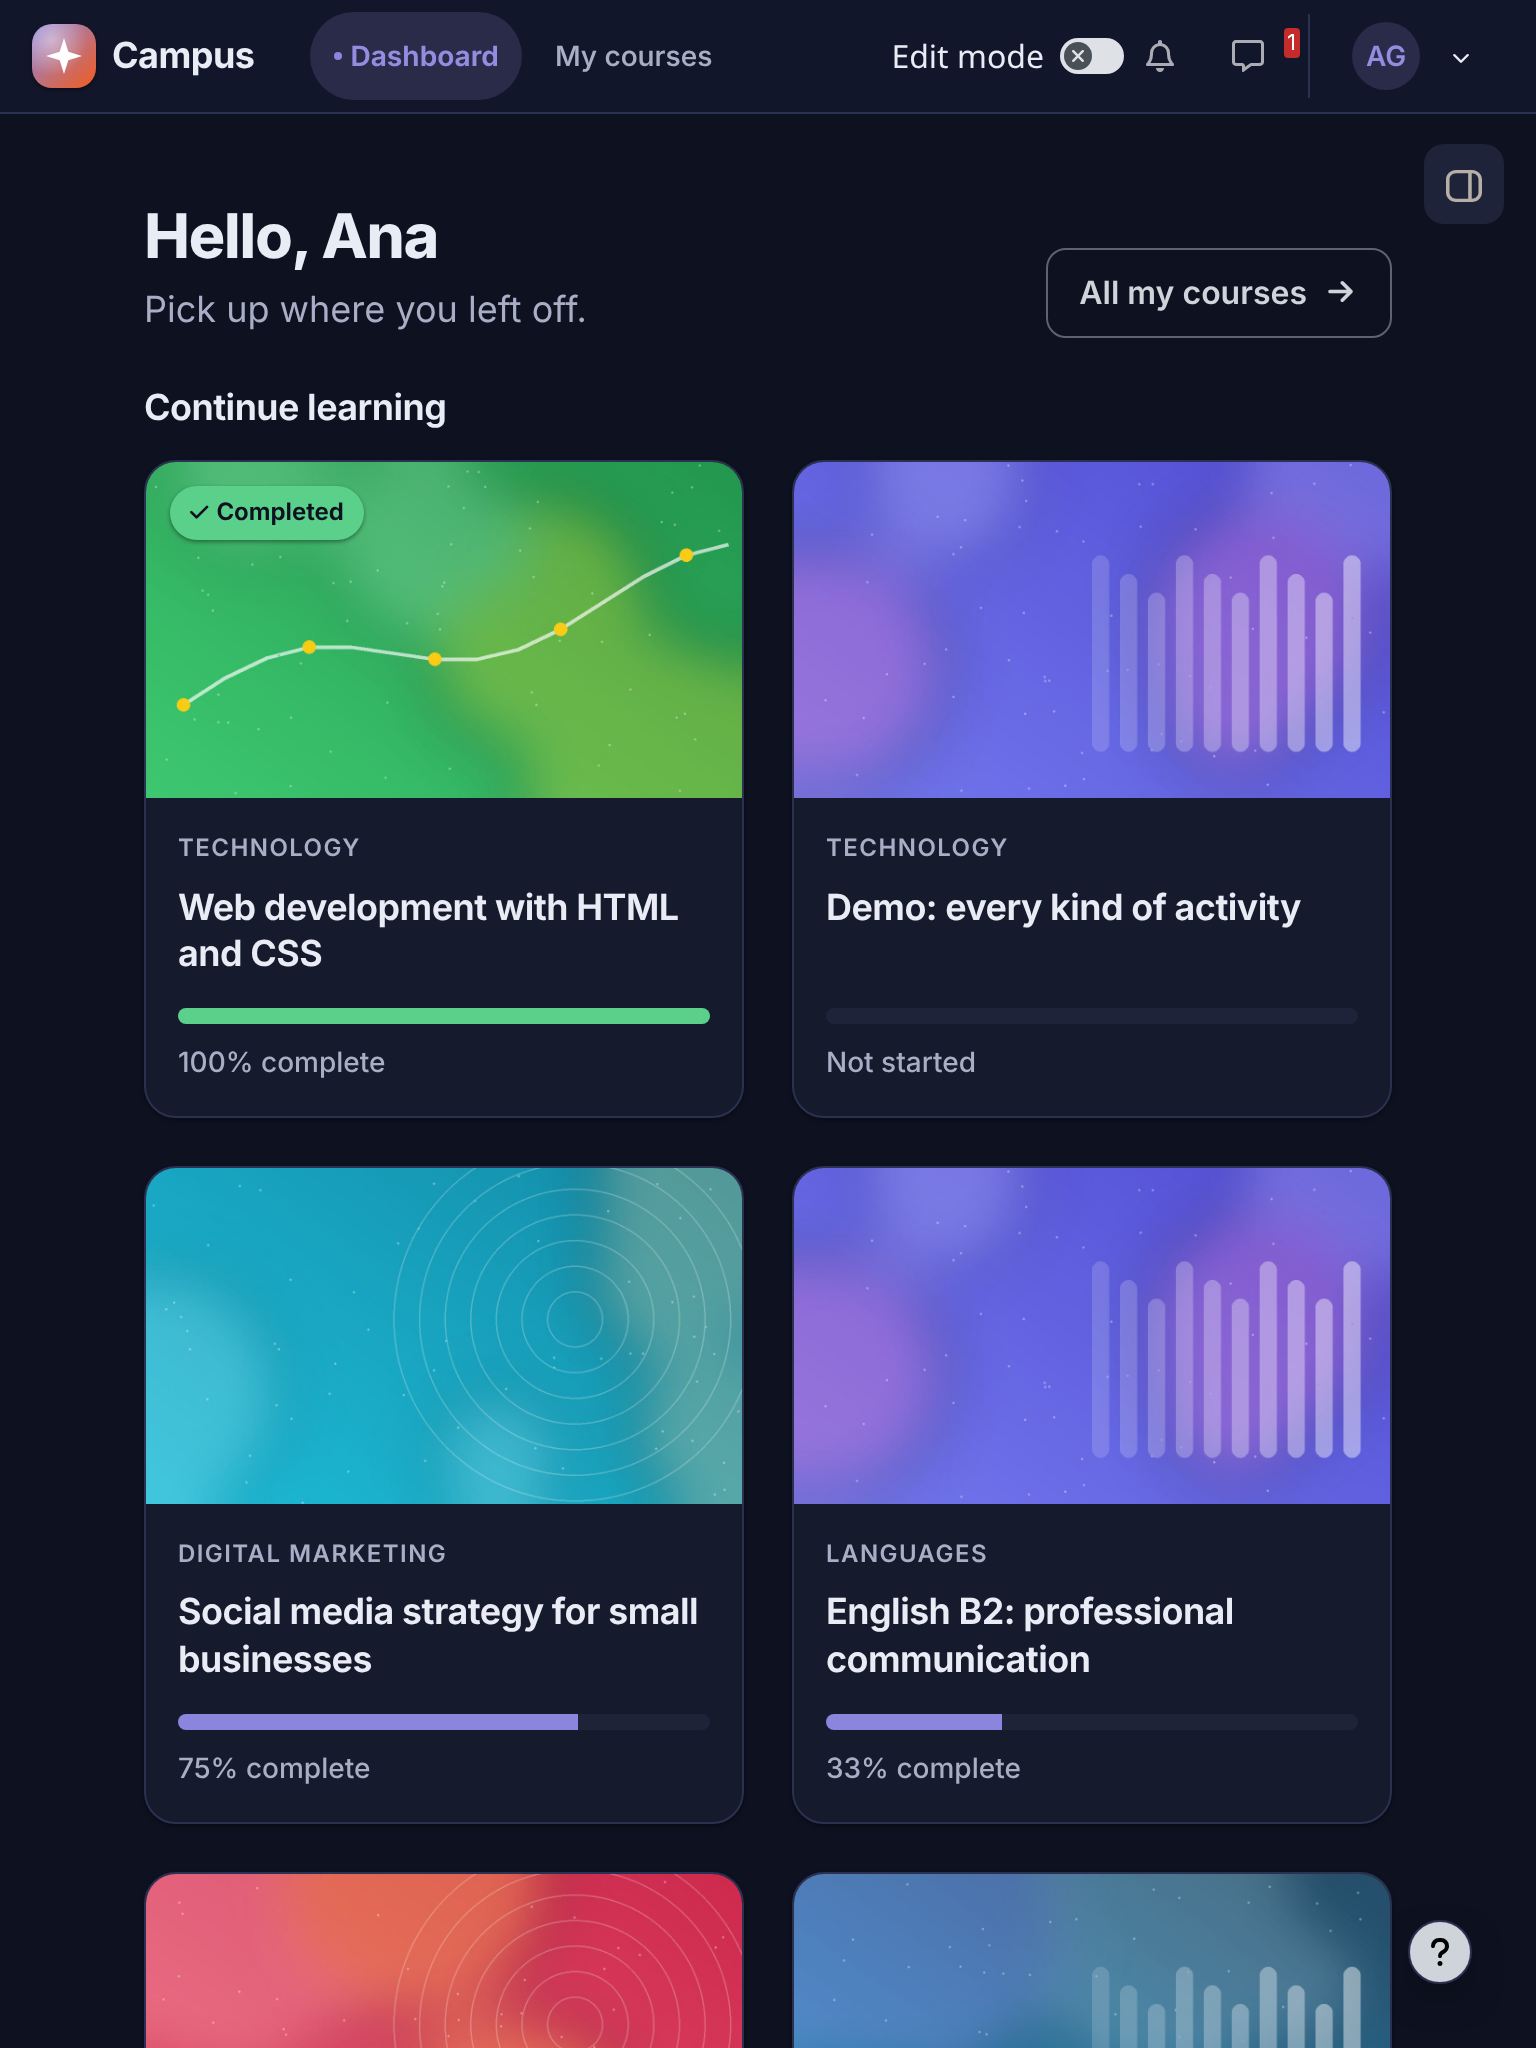 Campus
Dashboard
My courses
Edit mode
1
AG
Hello, Ana
Pick up where you left off.
All my courses
Continue learning
Completed
TECHNOLOGY
Web development with HTML
and CSS
100% complete
TECHNOLOGY
Demo: every kind of activity
Not started
DIGITAL MARKETING
Social media strategy for small
businesses
75% complete
LANGUAGES
English B2: professional
communication
33% complete
?